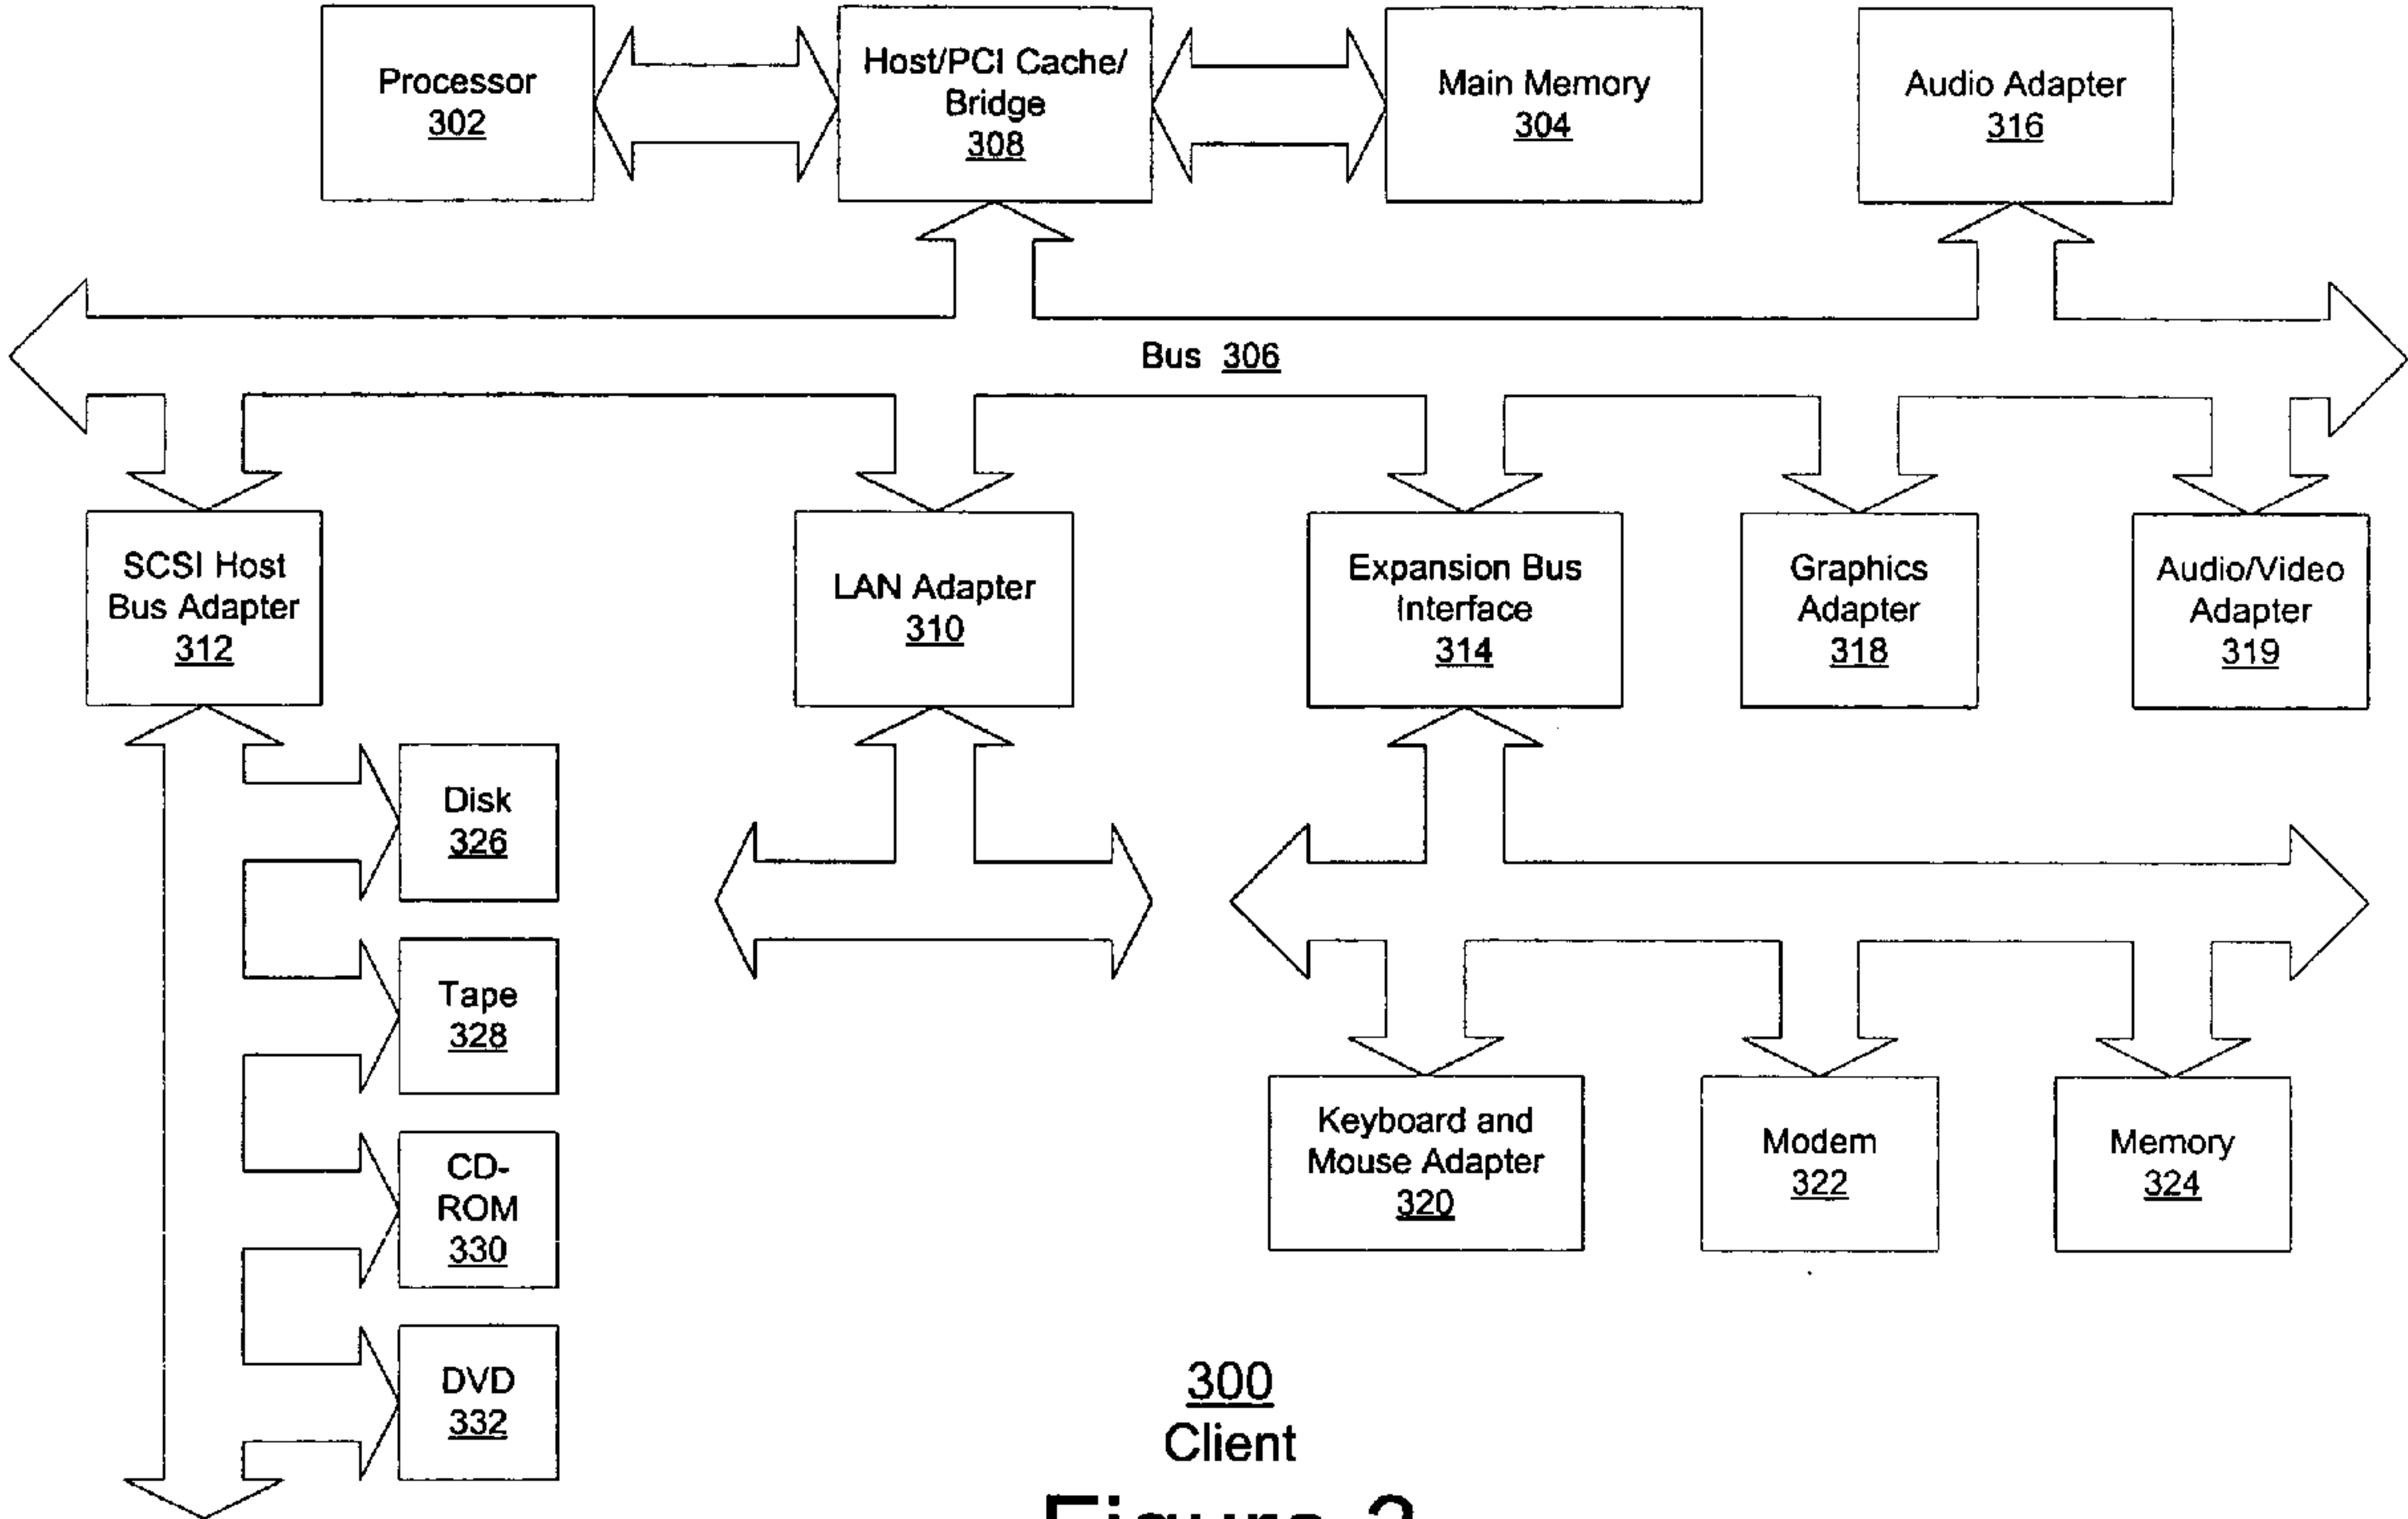 Processor
302
Host/PCI Cache/
Bridge
308
Main Memory
304
Audio Adapter
316
Bus 306
SCSI Host
Bus Adapter
312
LAN Adapter
310
Expansion Bus
Interface
314
Graphics
Adapter
318
Audio/Video
Adapter
319
Disk
326
Tape
328
CD-
ROM
330
DVD
332
Keyboard and
Mouse Adapter
320
Modem
322
Memory
324
300
Client
Figure